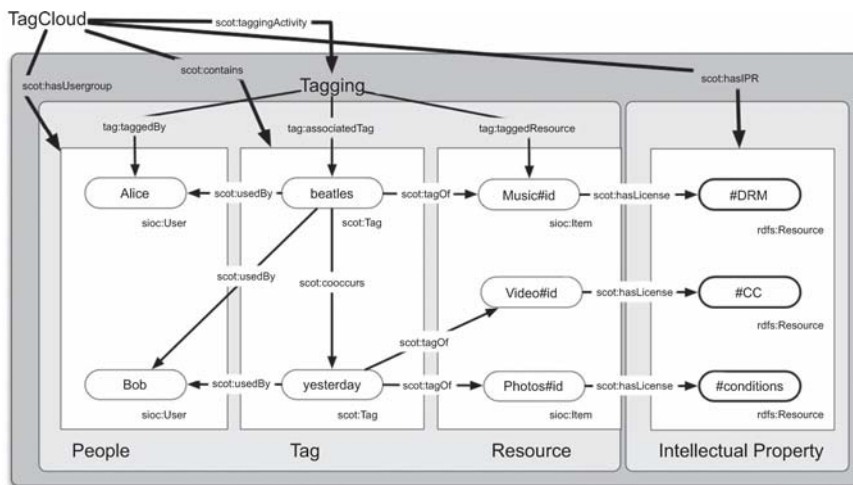 TagCloud
scot:taggingActivity
scot:contains
scot:hasUsergroup
scot:hasIPR
Tagging
tag:taggedBy
tag:associatedTag
tag:taggedResource
Alice
scot:usedBy
beatles
scot:tagOf
Music#id
scot:hasLicense
#DRM
sioc:User
scot:Tag
sioc:Item
rdfs:Resource
scot:usedBy
scot:cooccurs
Video#id
scot:hasLicense
#CC
rdfs:Resource
scot:tagOf
Bob
scot:usedBy
yesterday
scot:tagOf
Photos#id
scot:hasLicense
#conditions
sioc:User
scot:Tag
sioc:Item
rdfs:Resource
People
Tag
Resource
Intellectual Property